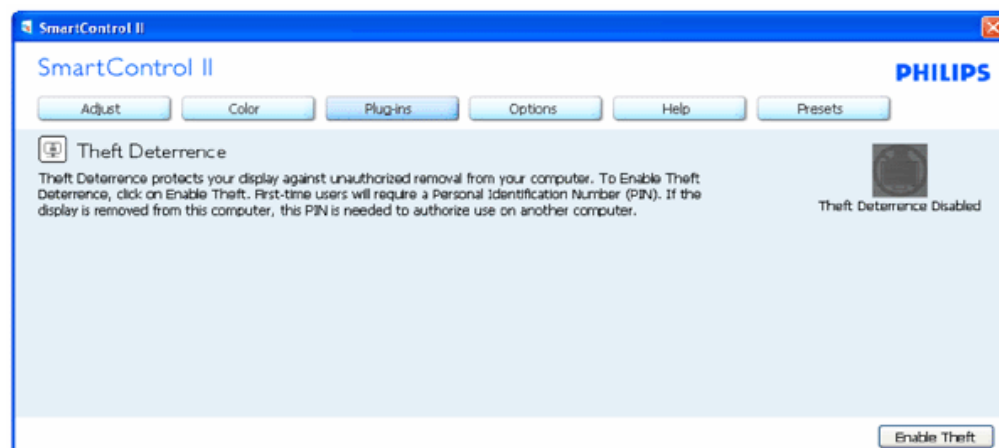 SmartControl II
SmartControl II
PHILIPS
Adjust Color Plug-ins Options Help Presets
Theft Deterrence
Theft Deterrence protects your display against unauthorized removal from your computer. To Enable Theft
Deterrence, click on Enable Theft. First-time users will require a Personal Identification Number (PIN). If the
display is removed from this computer, this PIN is needed to authorize use on another computer.
Theft Deterrence Disabled
Enable Theft